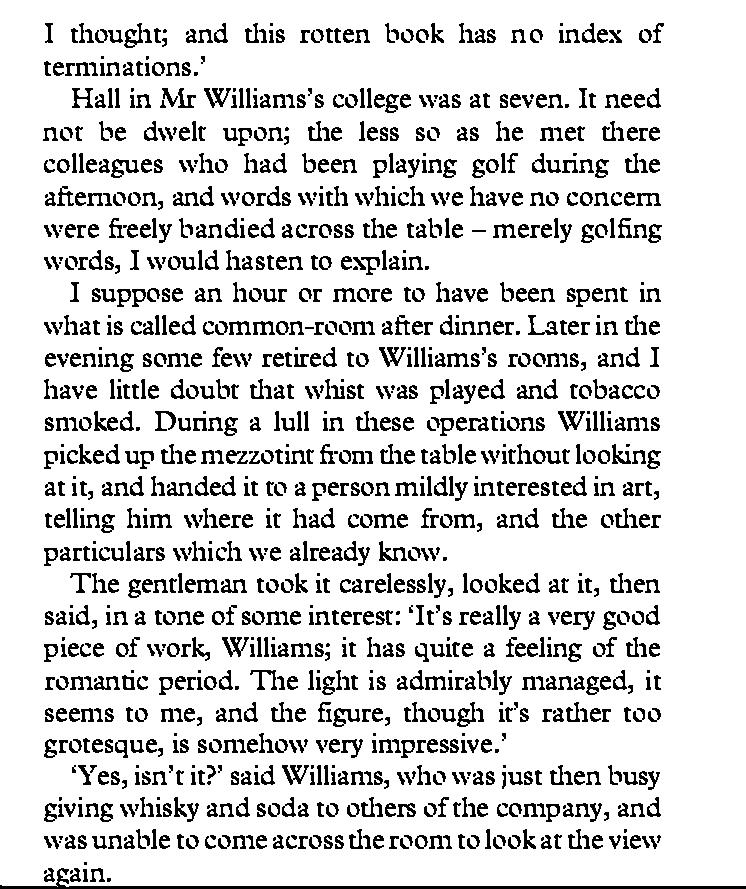 I thought; and this rotten book has no index of
terminations.’
Hall in Mr Williams’s college was at seven. It need
not be dwelt upon; the less so as he met there
colleagues who had been playing golf during the
afternoon, and words with which we have no concern
were freely bandied across the table – merely golfing
words, I would hasten to explain.
I suppose an hour or more to have been spent in
what is called common-room after dinner. Later in the
evening some few retired to Williams’s rooms, and I
have little doubt that whist was played and tobacco
smoked. During a lull in these operations Williams
picked up the mezzotint from the table without looking
at it, and handed it to a person mildly interested in art,
telling him where it had come from, and the other
particulars which we already know.
The gentleman took it carelessly, looked at it, then
said, in a tone of some interest: ‘It’s really a very good
piece of work, Williams; it has quite a feeling of the
romantic period. The light is admirably managed, it
seems to me, and the figure, though it’s rather too
grotesque, is somehow very impressive.’
‘Yes, isn’t it?’ said Williams, who was just then busy
giving whisky and soda to others of the company, and
was unable to come across the room to look at the view
again.